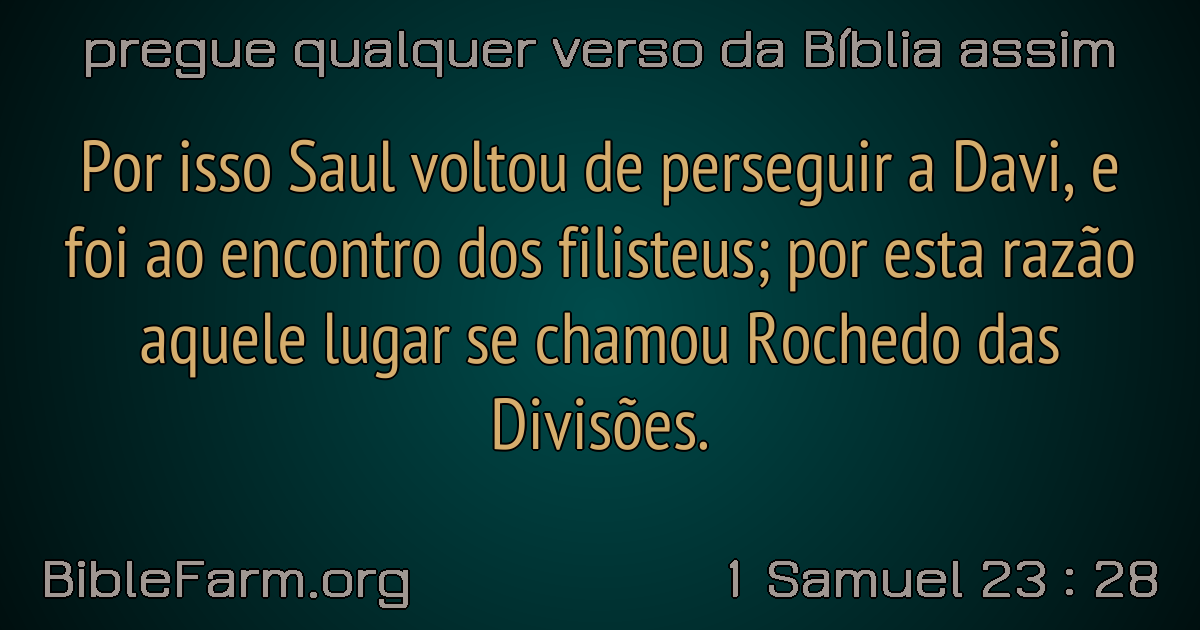 pregue qualquer verso da Bíblia assim
Por isso Saul voltou de perseguir a Davi, e
foi ao encontro dos filisteus; por esta razão
aquele lugar se chamou Rochedo das
Divisões.
BibleFarm.org
1 Samuel 23 : 28